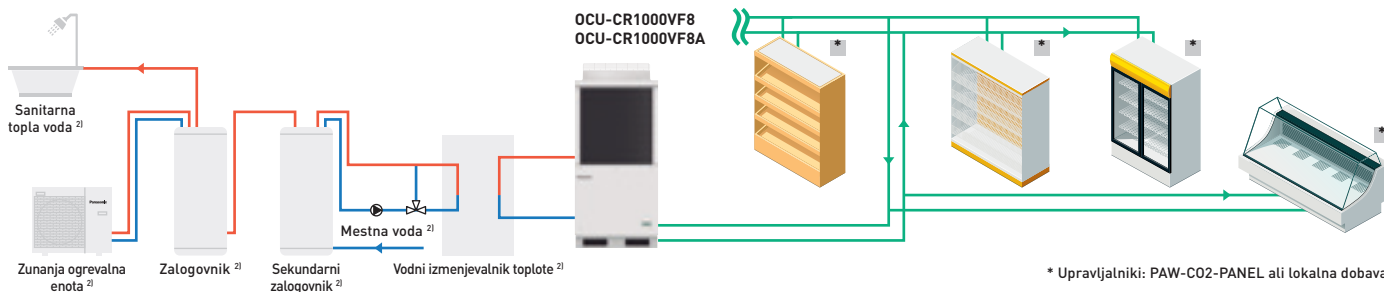 OCU-CR1000VF8
OCU-CR1000VF8A
*
*
*
*
Sanitarna
topla voda 2)
Panasonic
Mestna voda 2)
Zunanja ogrevalna
enota 2)
Zalogovnik 2)
Sekundarni
zalogovnik 2)
Vodni izmenjevalnik toplote 2)
* Upravljalniki: PAW-CO2-PANEL ali lokalna dobava